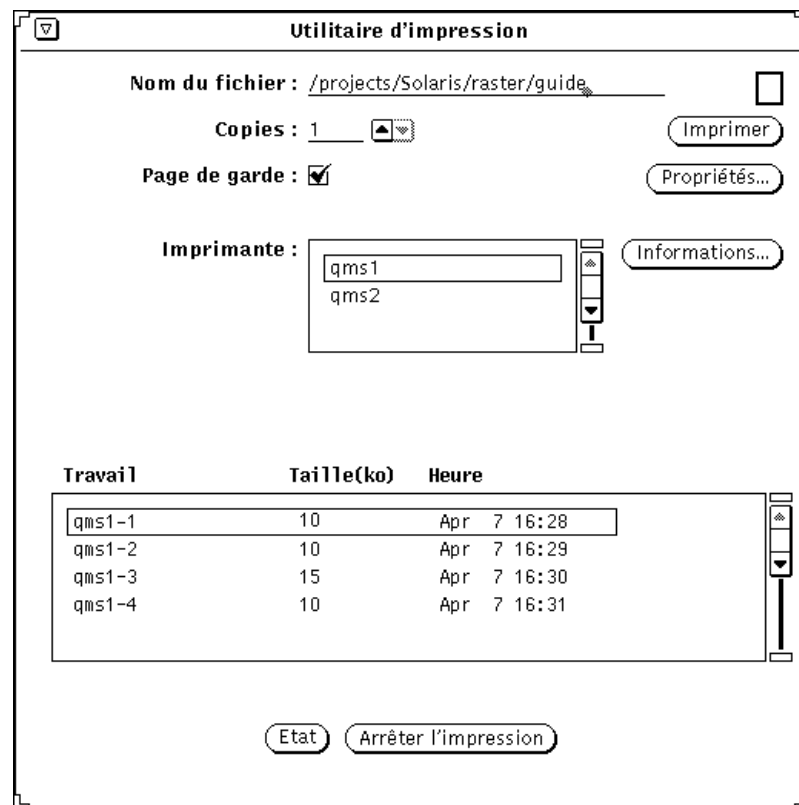 Utilitaire d'impression
Nom du fichier : /projects/Solaris/raster/guide
Copies : 1
Imprimer
Page de garde :
Propriétés...
Imprimante :
Informations...
qms1
qms2
Travail Taille(ko) Heure
qms1-1 10 Apr 7 16:28
qms1-2 10 Apr 7 16:29
qms1-3 15 Apr 7 16:30
qms1-4 10 Apr 7 16:31
Etat Arrêter l'impression